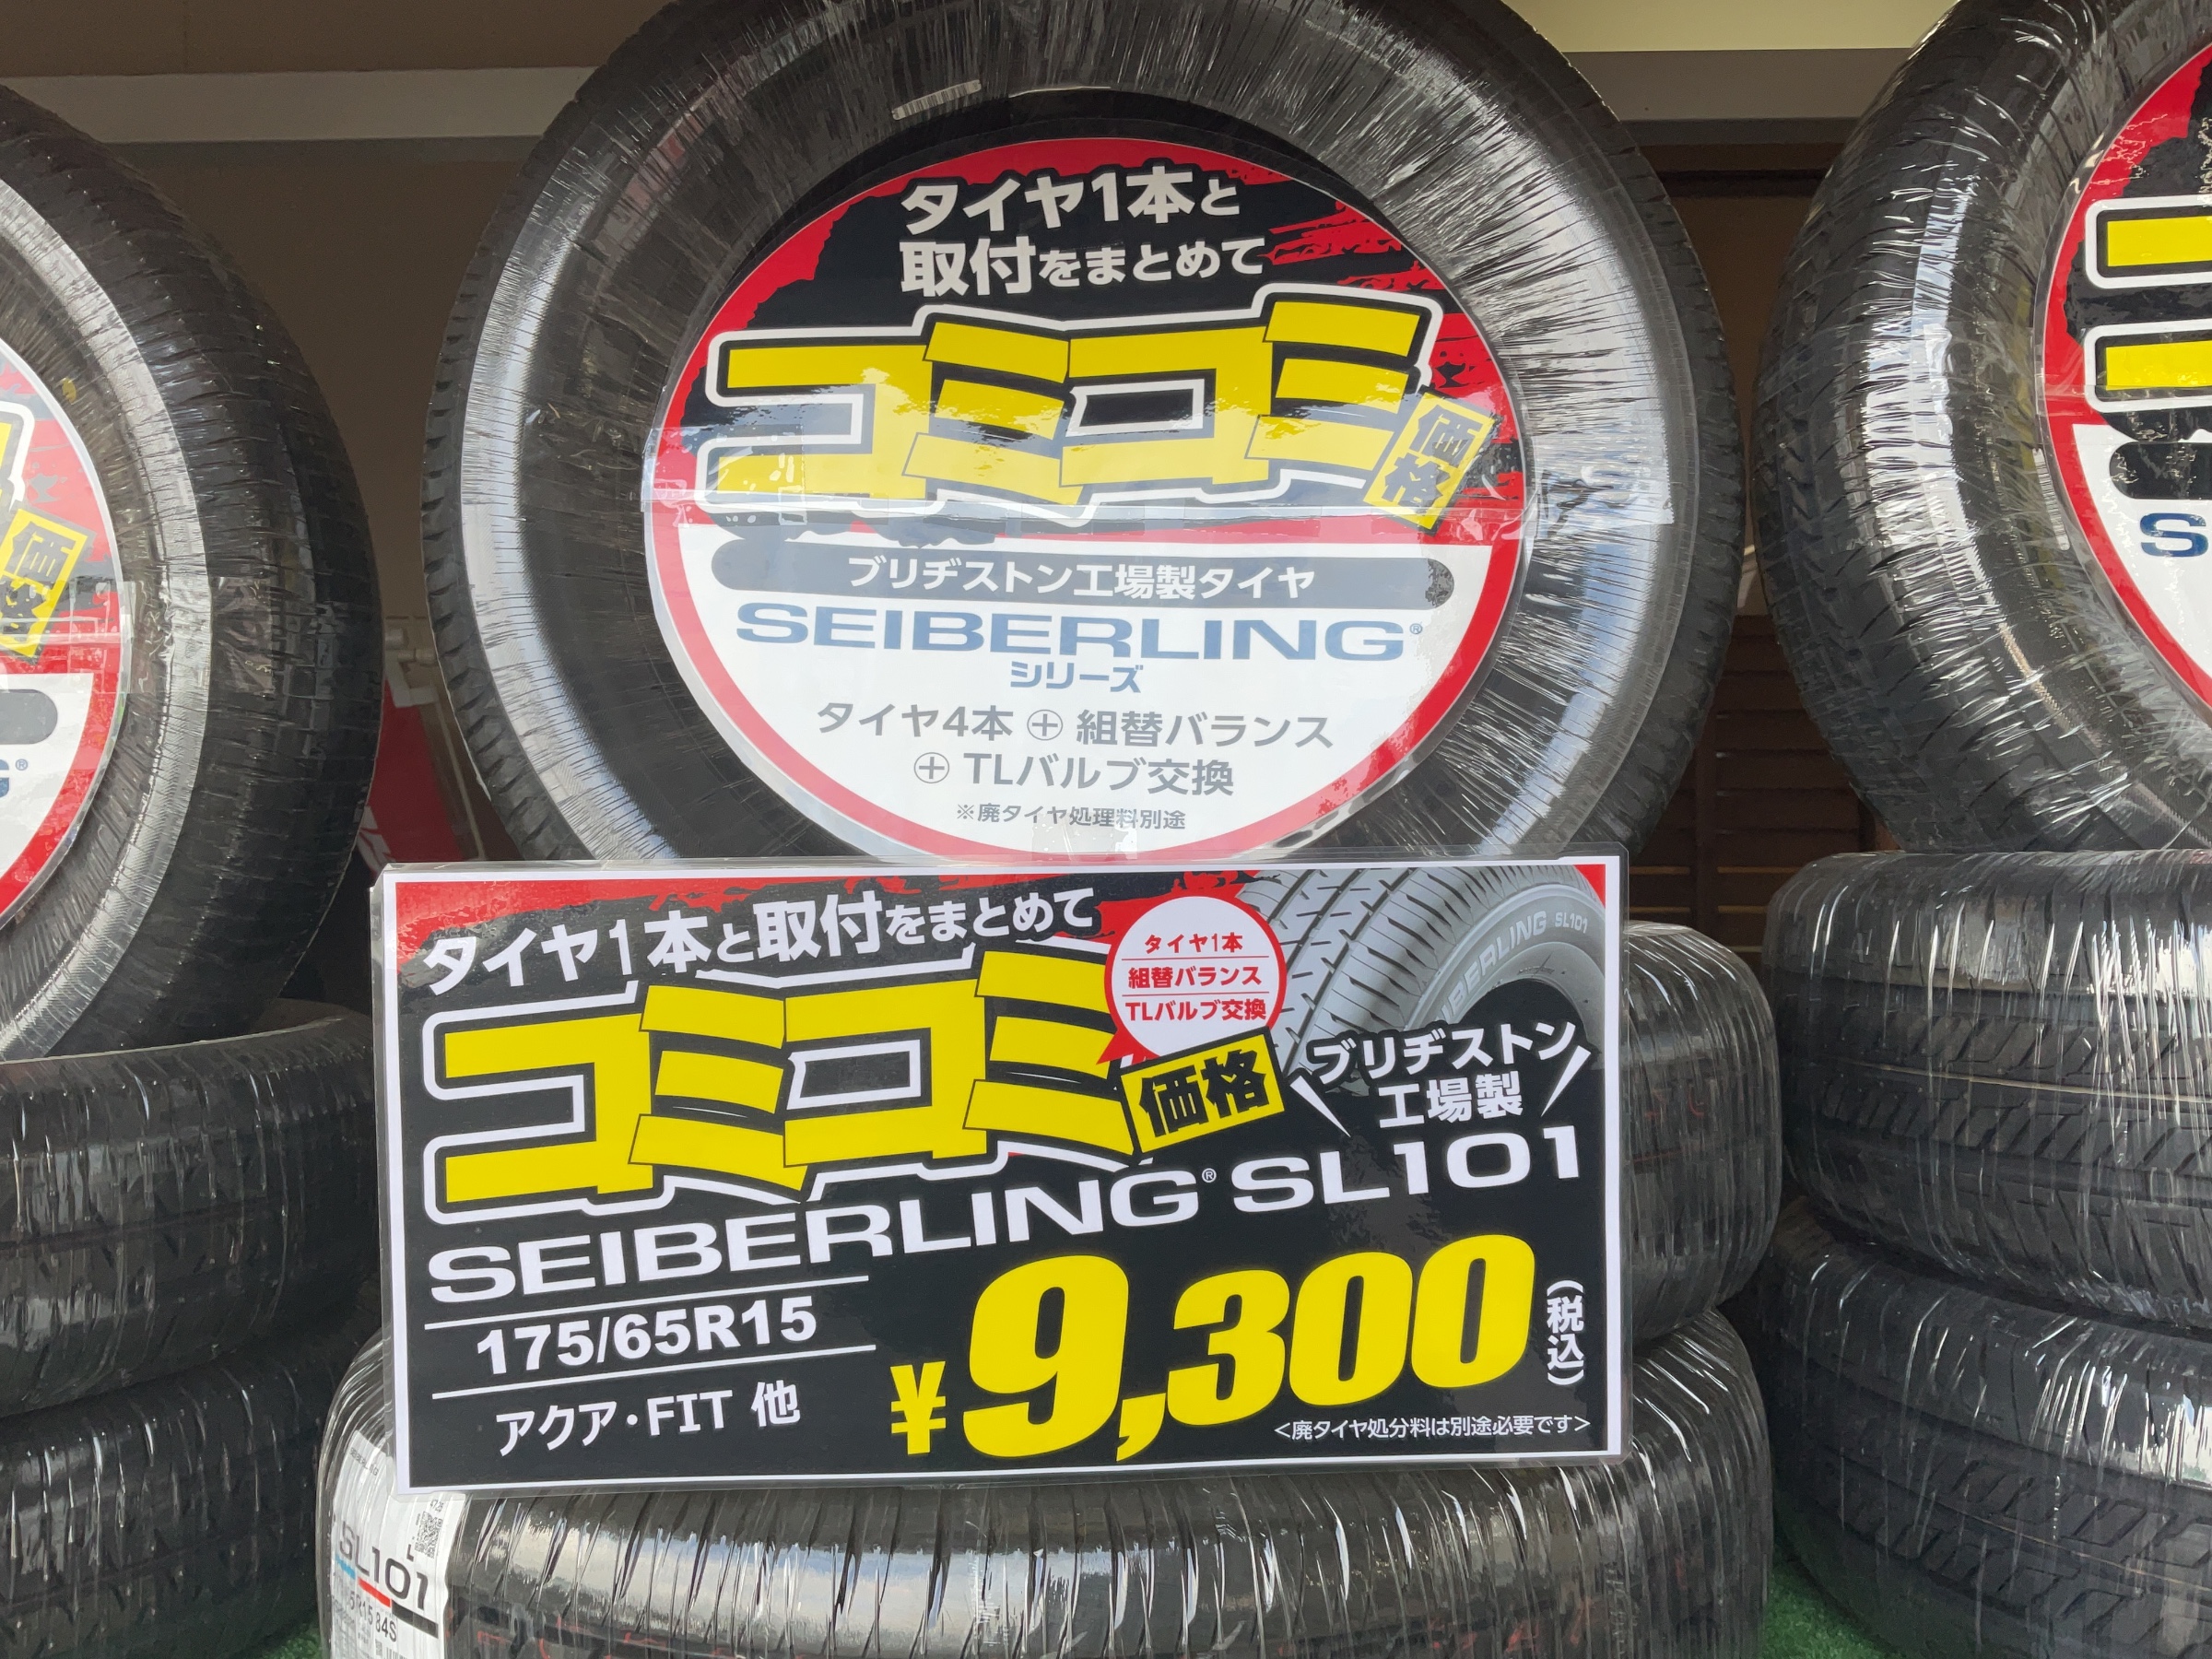 タイヤ1本と
取付をまとめて
コミコミ
価格
ブリヂストン工場製タイヤ
SEIBERLING®
シリーズ
タイヤ4本 ⊕ 組替バランス
⊕ TLバルブ交換
※廃タイヤ処理料別途
価格
®
コ
S
タイヤ1本と取付をまとめて
コミコミ
価格
タイヤ1本
組替バランス
TLバルブ交換
SEIBERLING SL101
ブリヂストン
工場製
SEIBERLING® SL101
175/65R15
アクア・FIT 他
¥9,300
(税込)
<廃タイヤ処分料は別途必要です>
SL101
84S